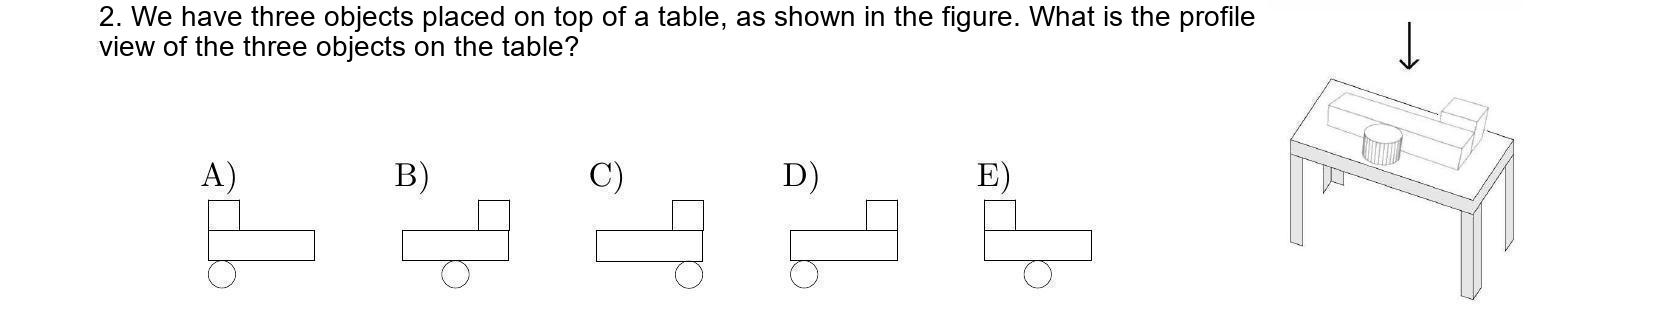 2. We have three objects placed on top of a table, as shown in the figure. What is the profile
view of the three objects on the table?
A) B) C) D) E)